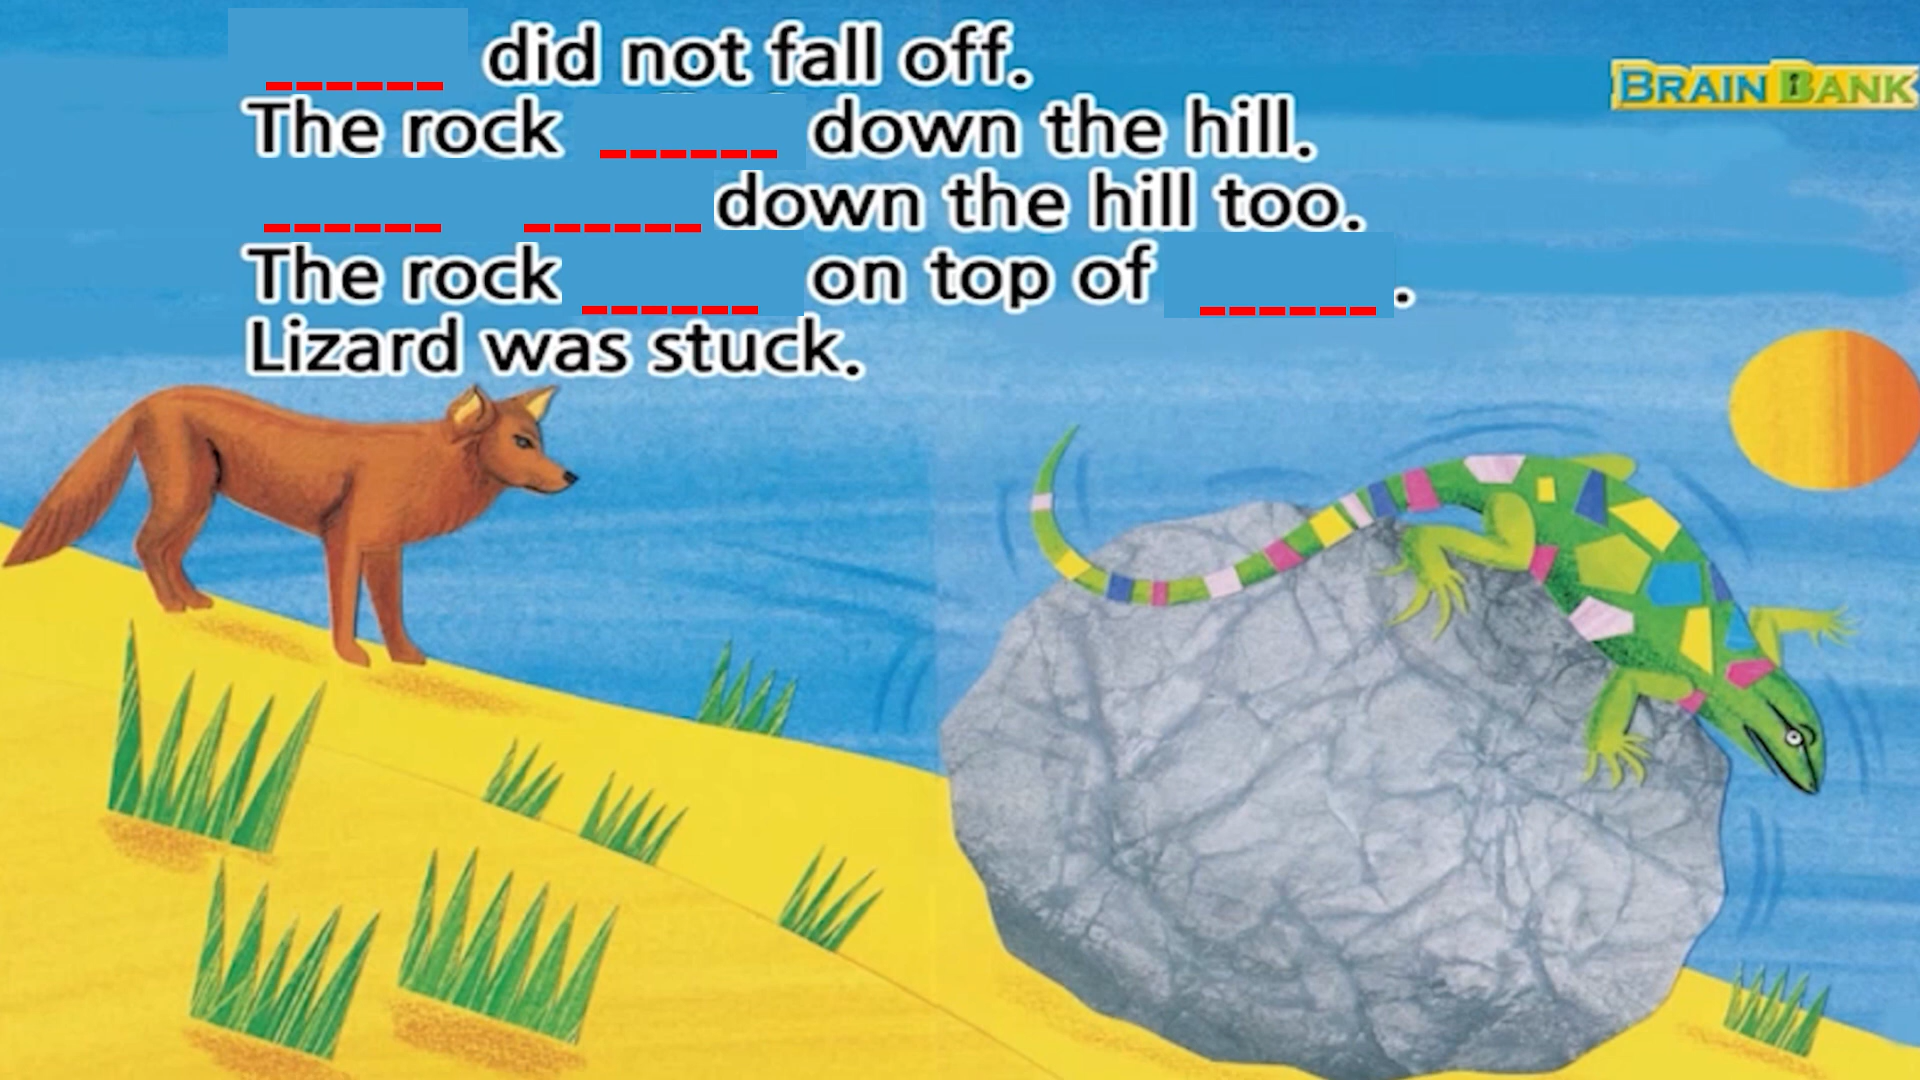 ______ did not fall off.
The rock ______ down the hill.
______ ______ down the hill too.
The rock ______ on top of ______.
Lizard was stuck.
BRAIN BANK